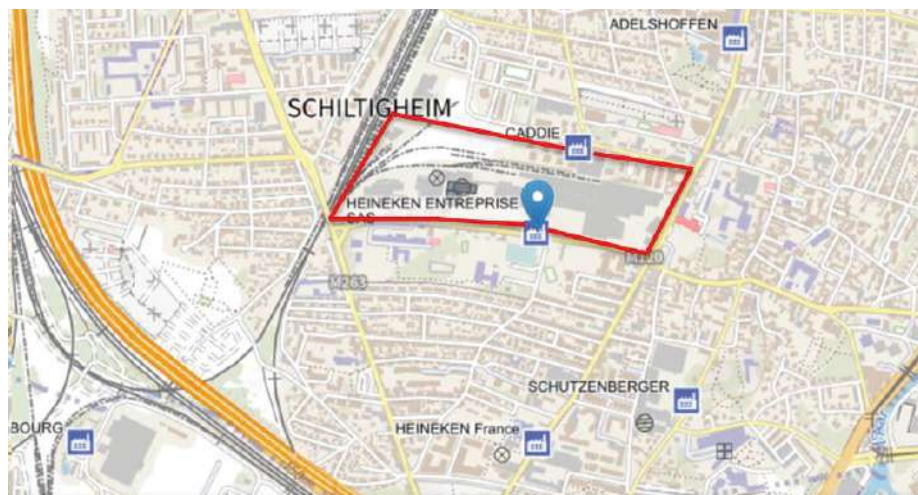 ADELSHOFFEN
SCHILTIGHEIM
CADDIE
HEINEKEN ENTREPRISE
SAS
M120
M263
SCHUTZENBERGER
BOURG
HEINEKEN France